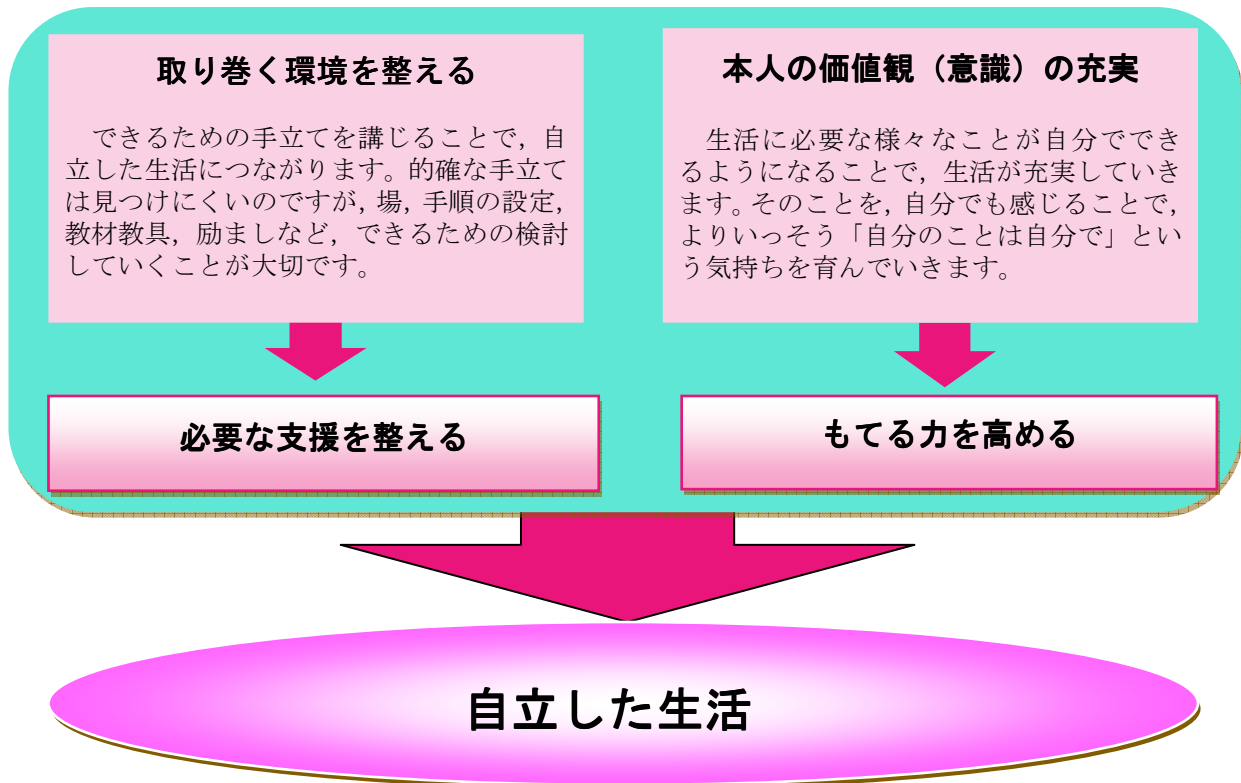 取り巻く環境を整える
できるための手立てを講じることで，自
立した生活につながります。的確な手立て
は見つけにくいのですが，場，手順の設定，
教材教具，励ましなど，できるための検討
していくことが大切です。
必要な支援を整える
本人の価値観（意識）の充実
生活に必要な様々なことが自分ででき
るようになることで，生活が充実していき
ます。そのことを，自分でも感じることで，
よりいっそう「自分のことは自分で」とい
う気持ちを育んでいきます。
もてる力を高める
自立した生活